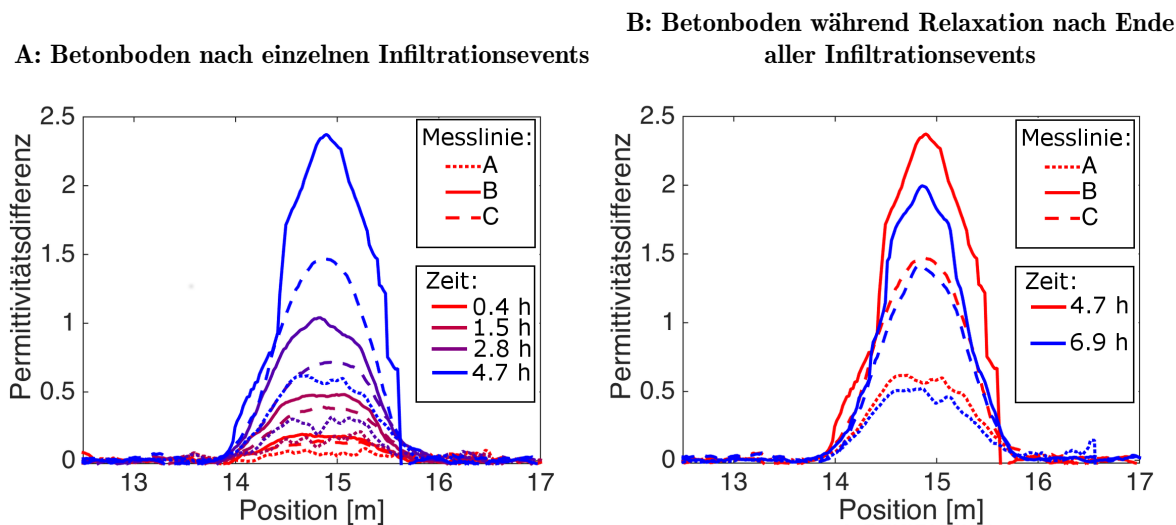 A: Betonboden nach einzelnen Infiltrationsevents
B: Betonboden während Relaxation nach Ende
aller Infiltrationsevents
Permittivitätsdifferenz
2.5
2
1.5
1
0.5
0
13
14
15
16
17
Position [m]
Messlinie:
A
B
C
Zeit:
0.4 h
1.5 h
2.8 h
4.7 h
Permittivitätsdifferenz
2.5
2
1.5
1
0.5
0
13
14
15
16
17
Position [m]
Messlinie:
A
B
C
Zeit:
4.7 h
6.9 h